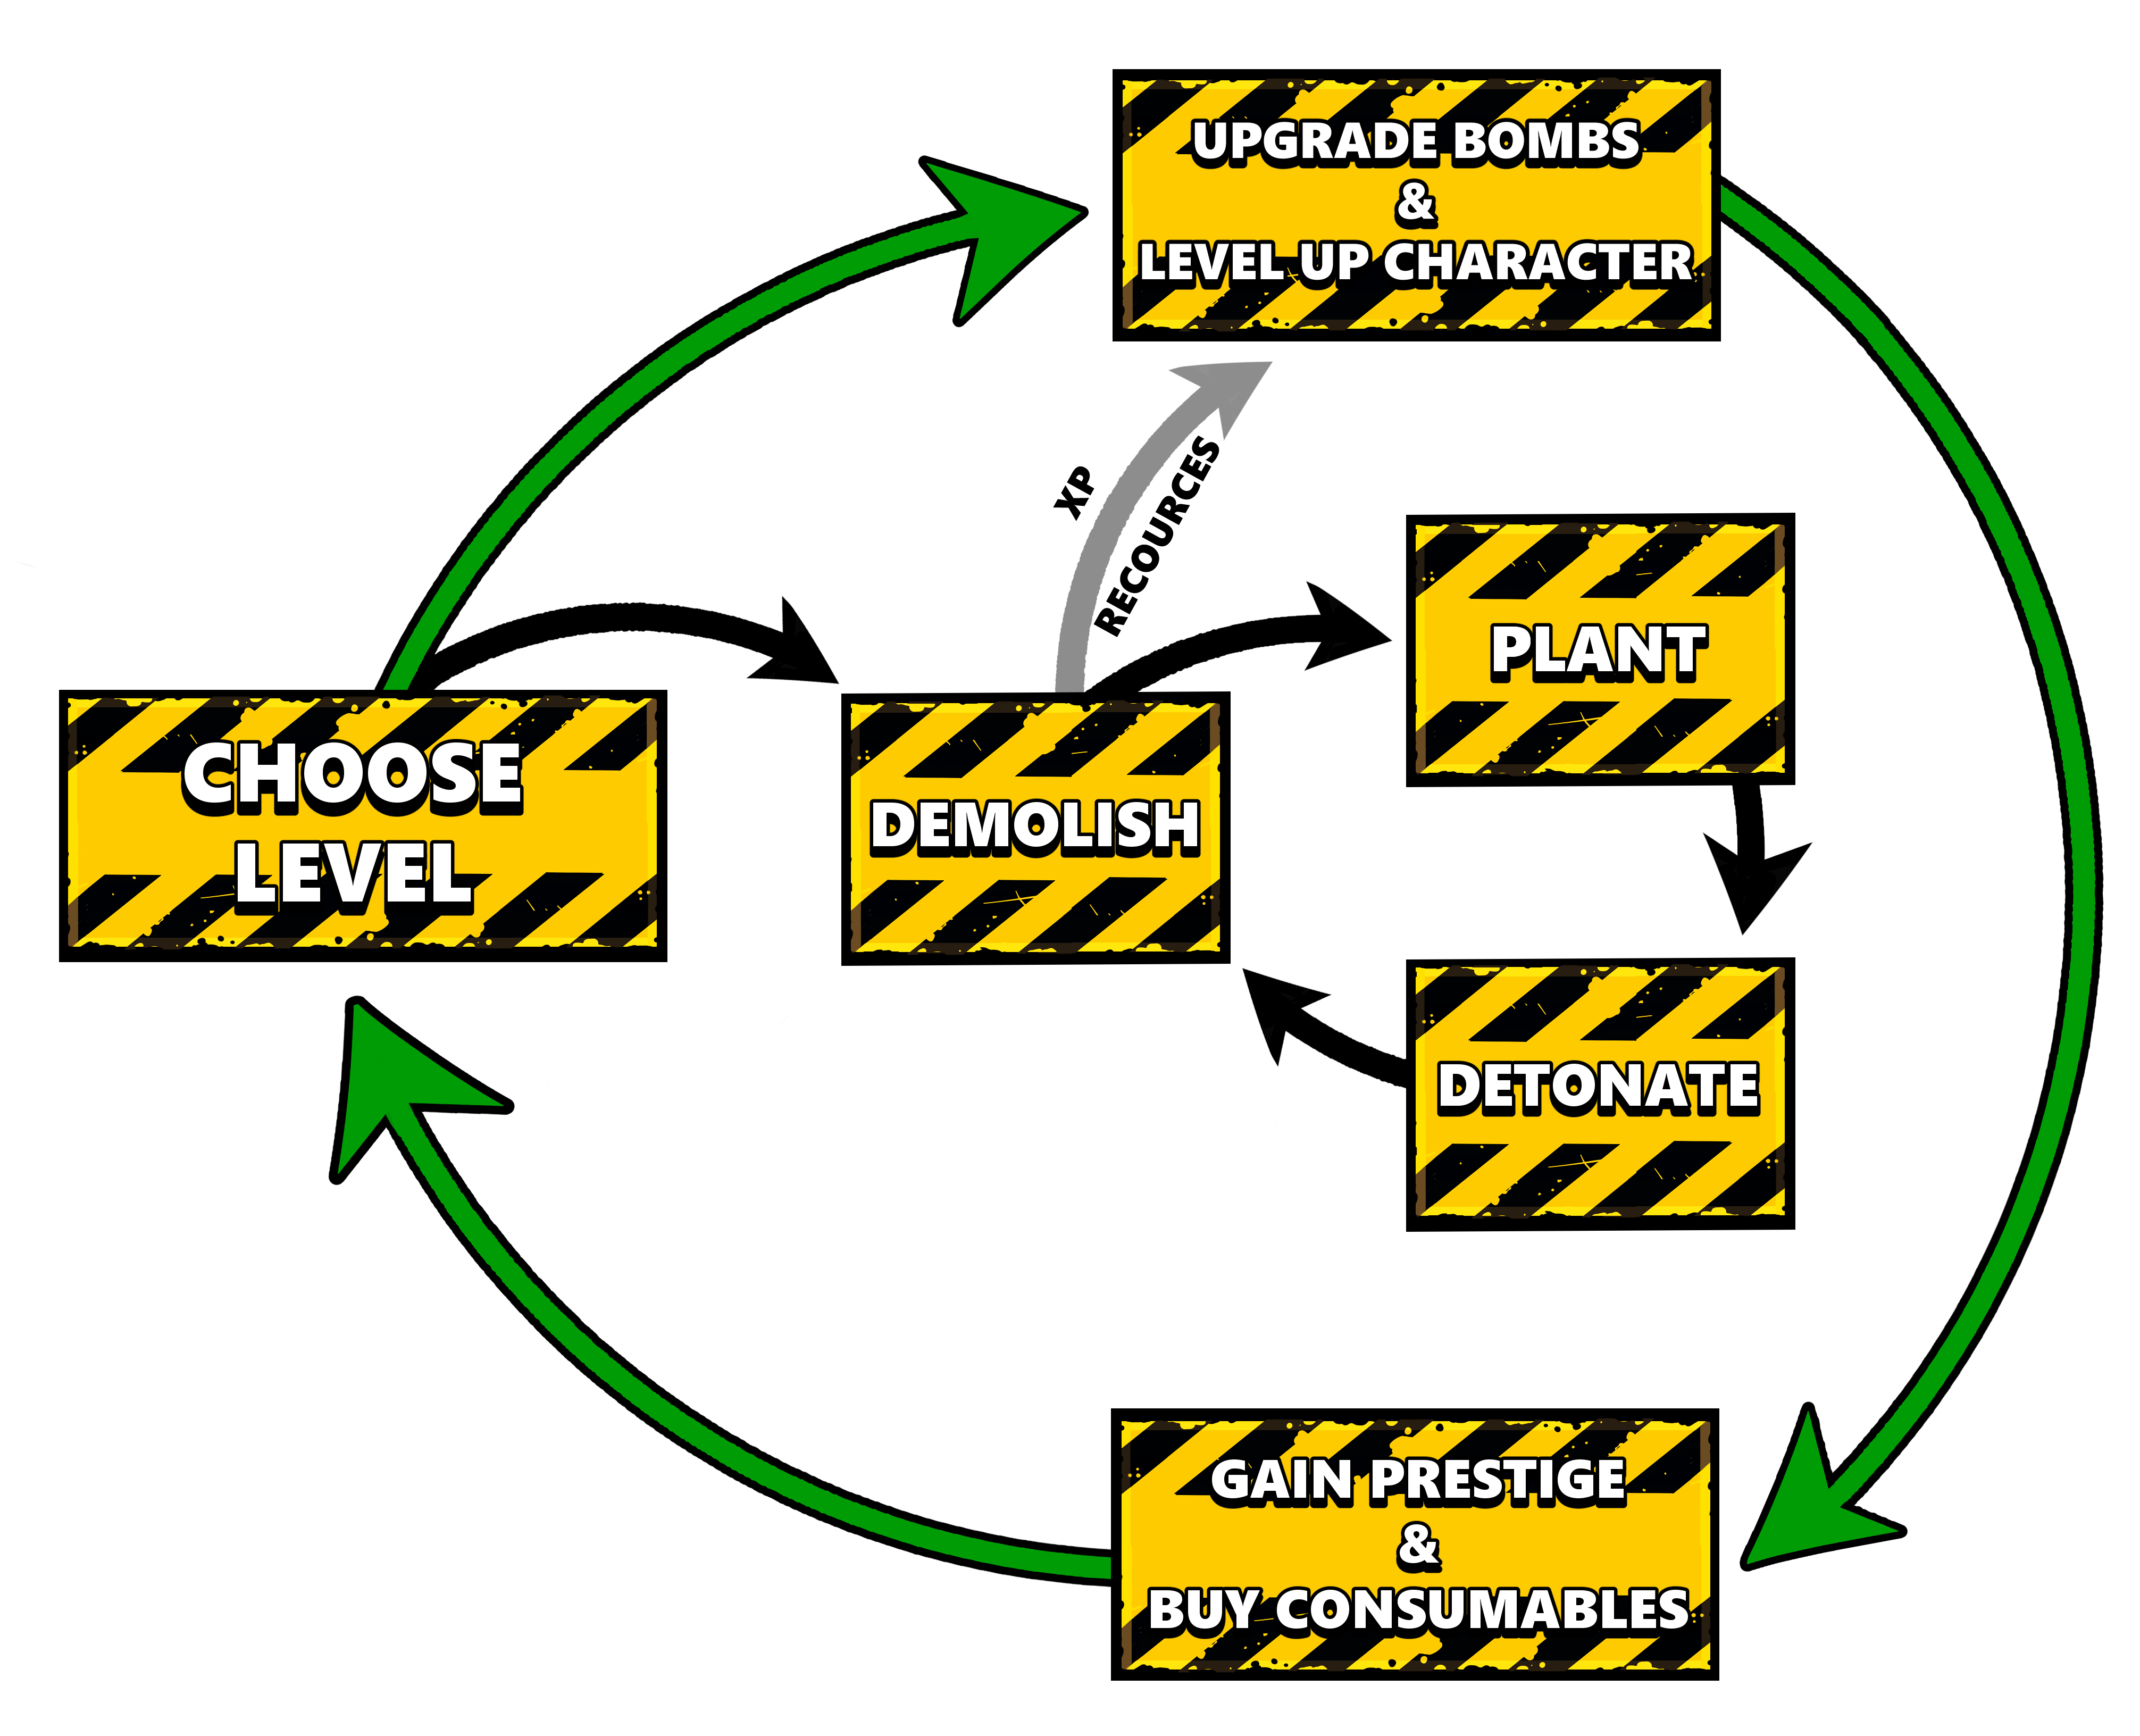 UPGRADE BOMBS
&
LEVEL UP CHARACTER
XP
RECOURCES
PLANT
CHOOSE
LEVEL
DEMOLISH
DETONATE
GAIN PRESTIGE
&
BUY CONSUMABLES